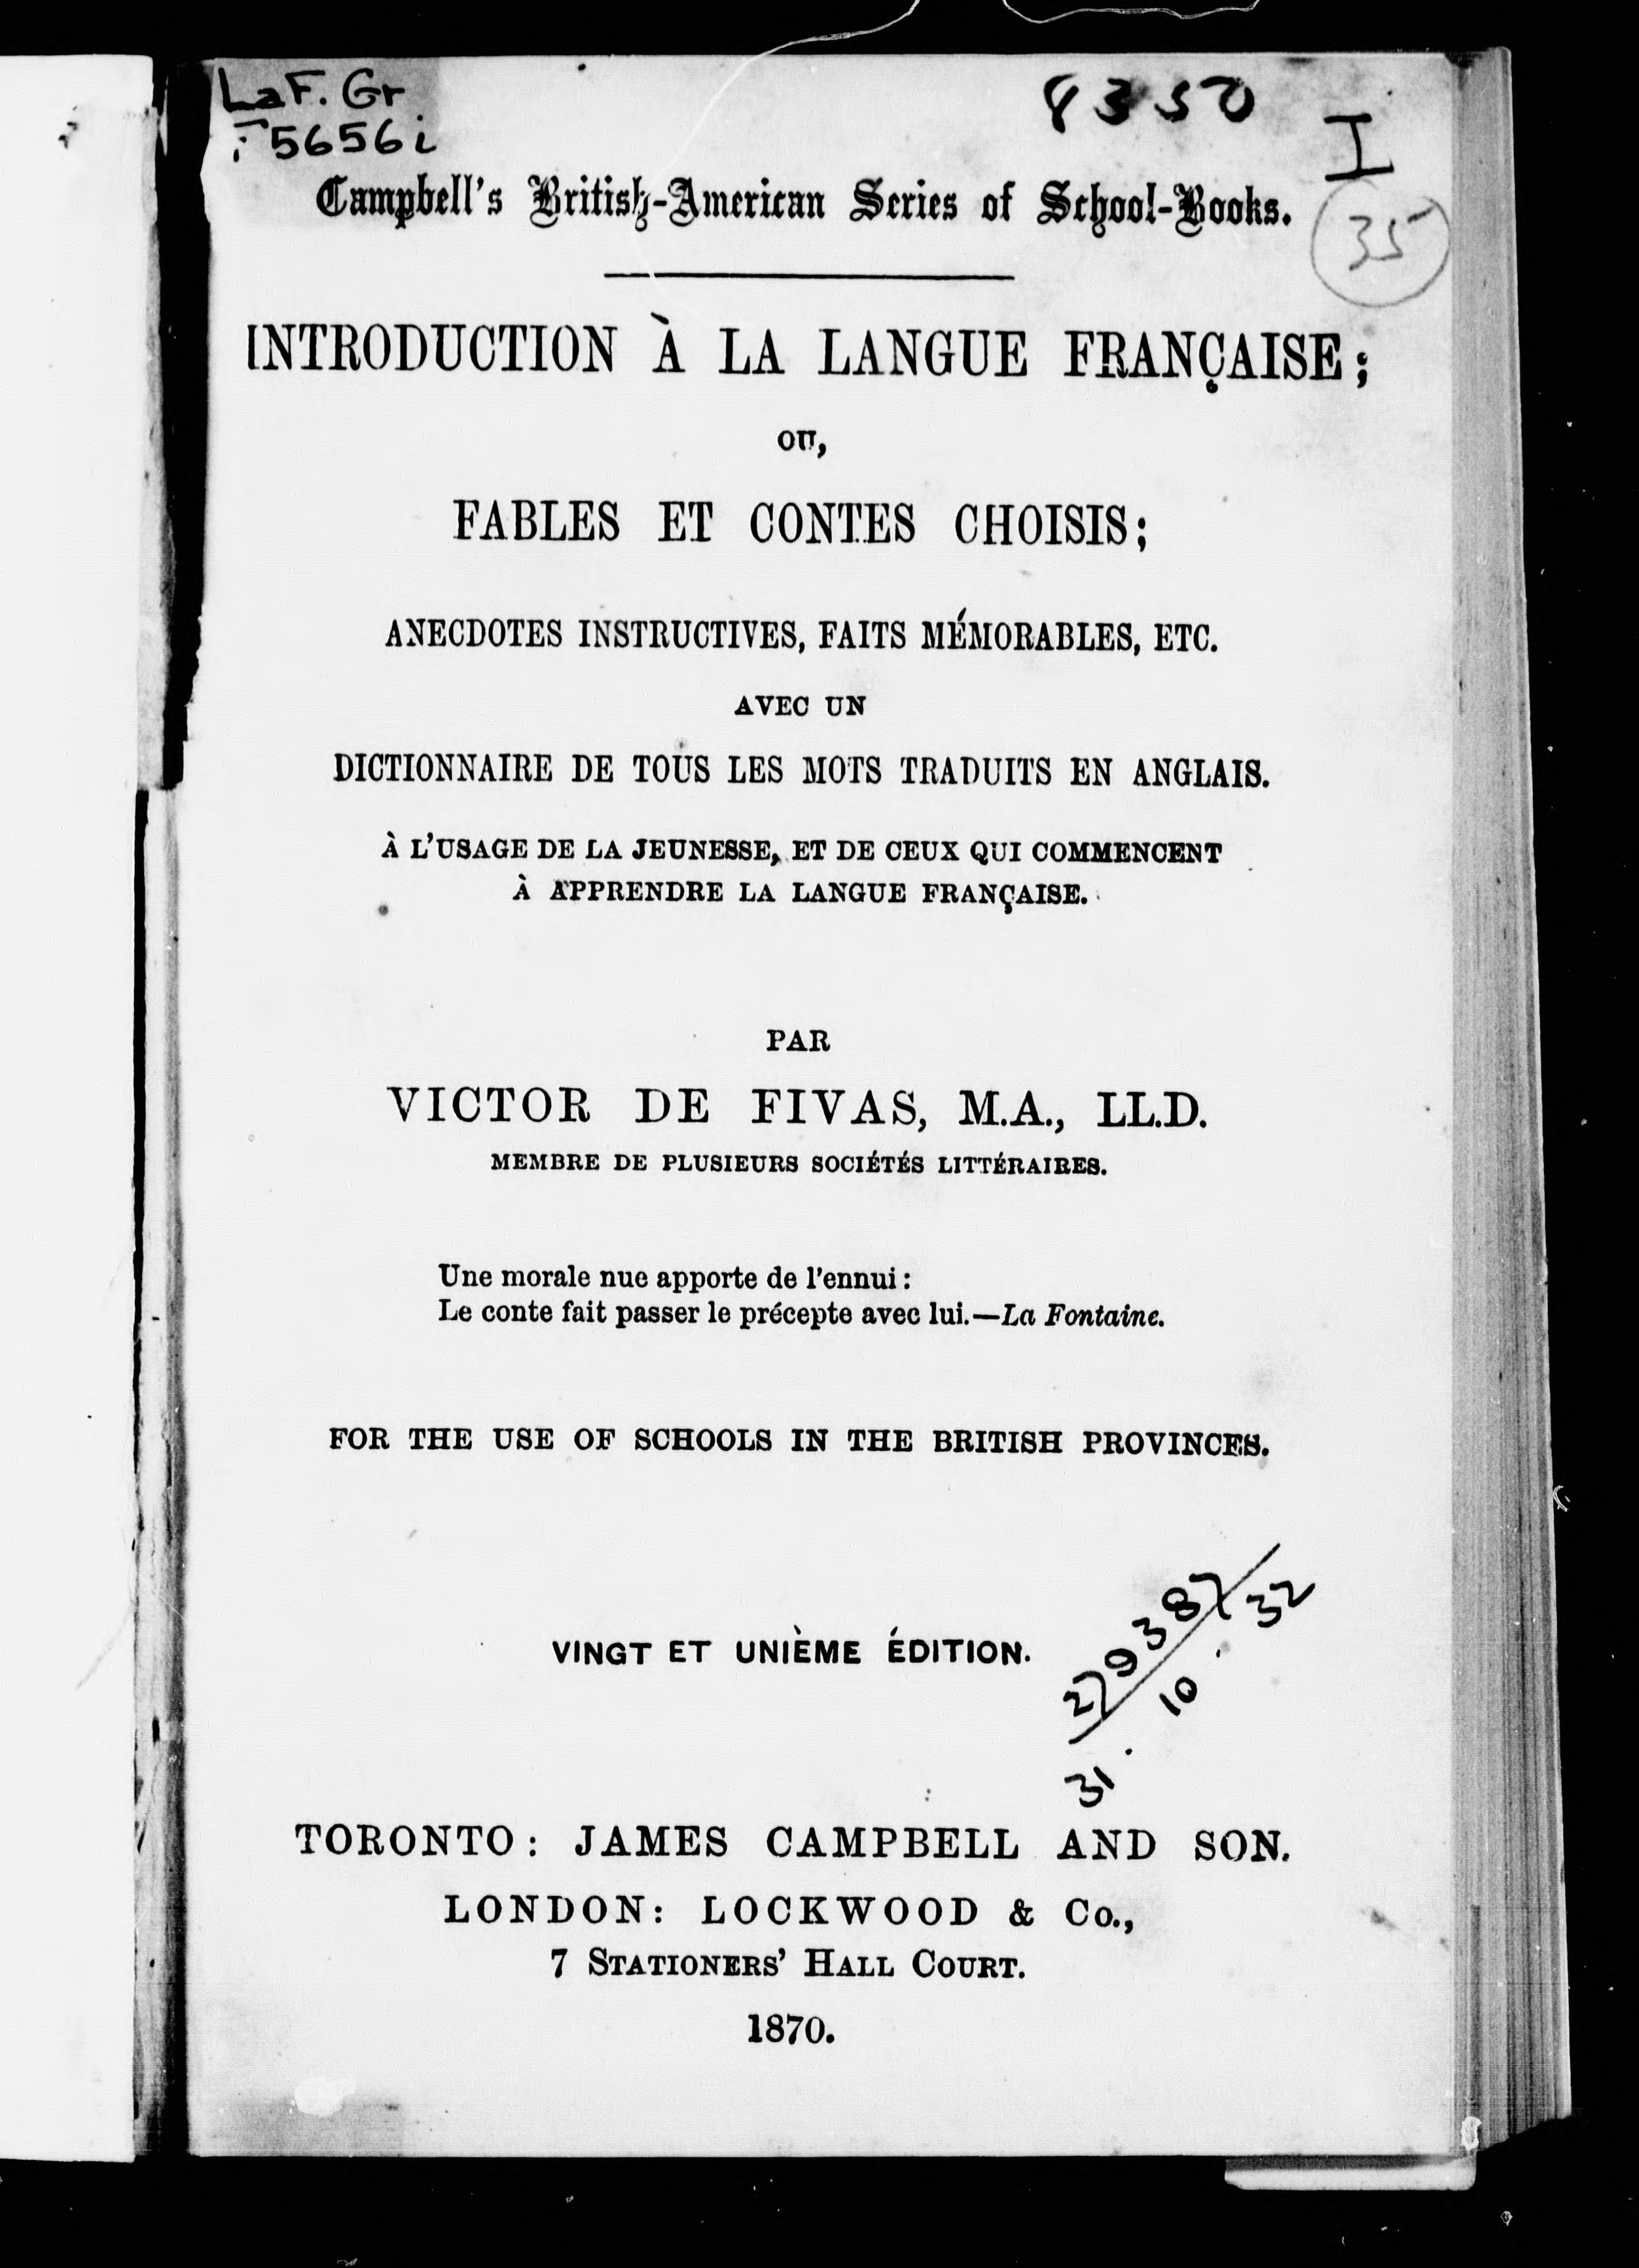 LaF. Gr
F5656i
8350
I
35
Campbell's British-American Series of School-Books.
INTRODUCTION À LA LANGUE FRANÇAISE;
OU,
FABLES ET CONTES CHOISIS;
ANECDOTES INSTRUCTIVES, FAITS MÉMORABLES, ETC.
AVEC UN
DICTIONNAIRE DE TOUS LES MOTS TRADUITS EN ANGLAIS.
À L'USAGE DE LA JEUNESSE, ET DE CEUX QUI COMMENCENT
À APPRENDRE LA LANGUE FRANÇAISE.
PAR
VICTOR DE FIVAS, M.A., LL.D.
MEMBRE DE PLUSIEURS SOCIÉTÉS LITTÉRAIRES.
Une morale nue apporte de l'ennui:
Le conte fait passer le précepte avec lui.—La Fontaine.
FOR THE USE OF SCHOOLS IN THE BRITISH PROVINCES.
VINGT ET UNIÈME ÉDITION.
279387
31.10.32
TORONTO: JAMES CAMPBELL AND SON.
LONDON: LOCKWOOD & Co.,
7 STATIONERS' HALL COURT.
1870.